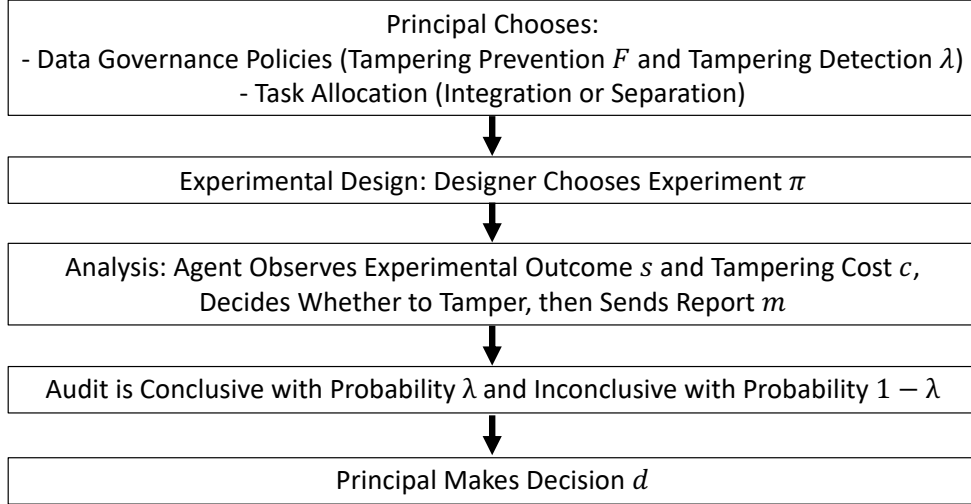 Principal Chooses:
- Data Governance Policies (Tampering Prevention F and Tampering Detection λ)
- Task Allocation (Integration or Separation)
Experimental Design: Designer Chooses Experiment π
Analysis: Agent Observes Experimental Outcome s and Tampering Cost c,
Decides Whether to Tamper, then Sends Report m
Audit is Conclusive with Probability λ and Inconclusive with Probability 1 − λ
Principal Makes Decision d